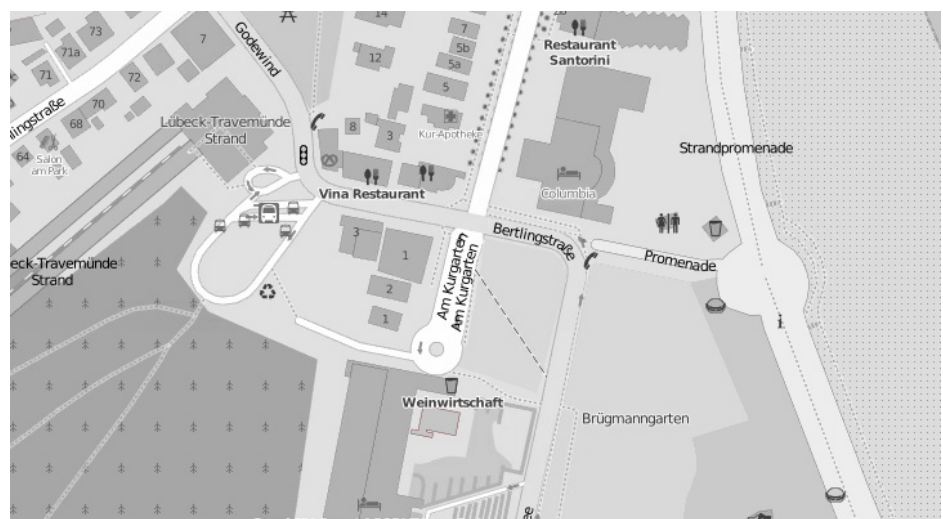 14
2b
73
7
Godewind
7
Restaurant
Santorini
71a
5b
12
5a
71
72
5
70
68
8
3
Lübeck-Travemünde
Strand
Kur-Apotheke
64
Salon
am Park
Strandpromenade
Vina Restaurant
Columbia
3
Bertlingstraße
1
Promenade
eck-Travemünde
Strand
Am Kurgarten
Am Kurgarten
2
1
Weinwirtschaft
Brügmanngarten